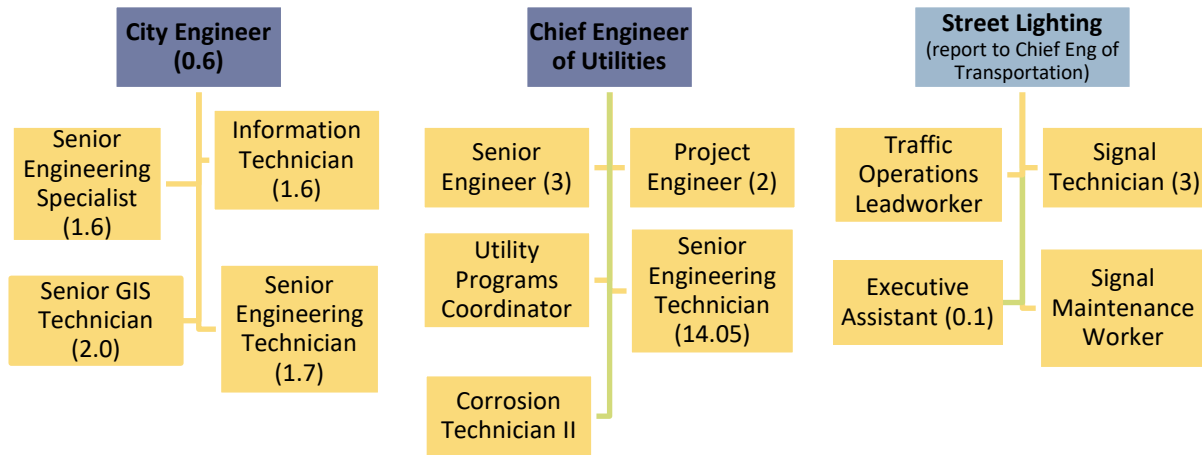 City Engineer
(0.6)
Senior
Engineering
Specialist
(1.6)
Information
Technician
(1.6)
Senior GIS
Technician
(2.0)
Senior
Engineering
Technician
(1.7)
Chief Engineer
of Utilities
Senior
Engineer (3)
Project
Engineer (2)
Utility
Programs
Coordinator
Senior
Engineering
Technician
(14.05)
Corrosion
Technician II
Street Lighting
(report to Chief Eng of
Transportation)
Traffic
Operations
Leadworker
Signal
Technician (3)
Executive
Assistant (0.1)
Signal
Maintenance
Worker